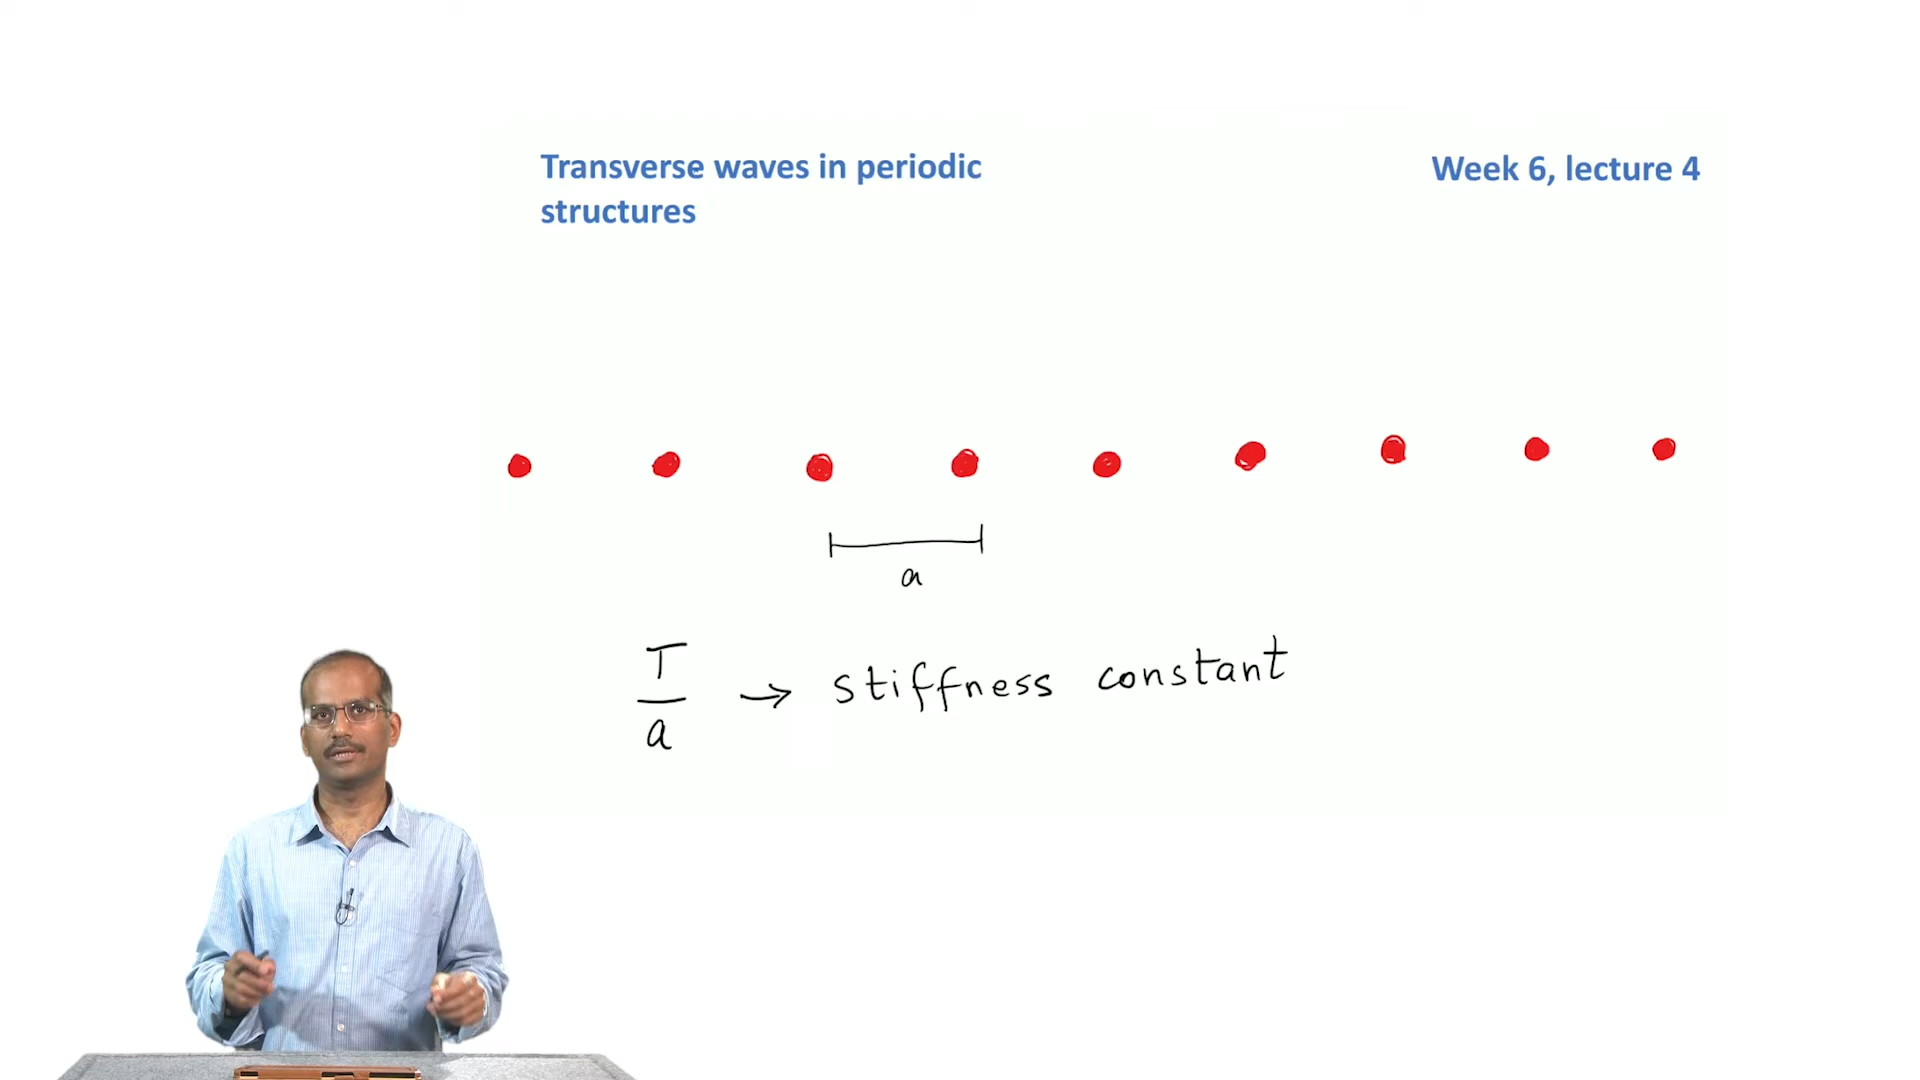 Transverse waves in periodic
structures
Week 6, lecture 4
a
T
a → stiffness constant